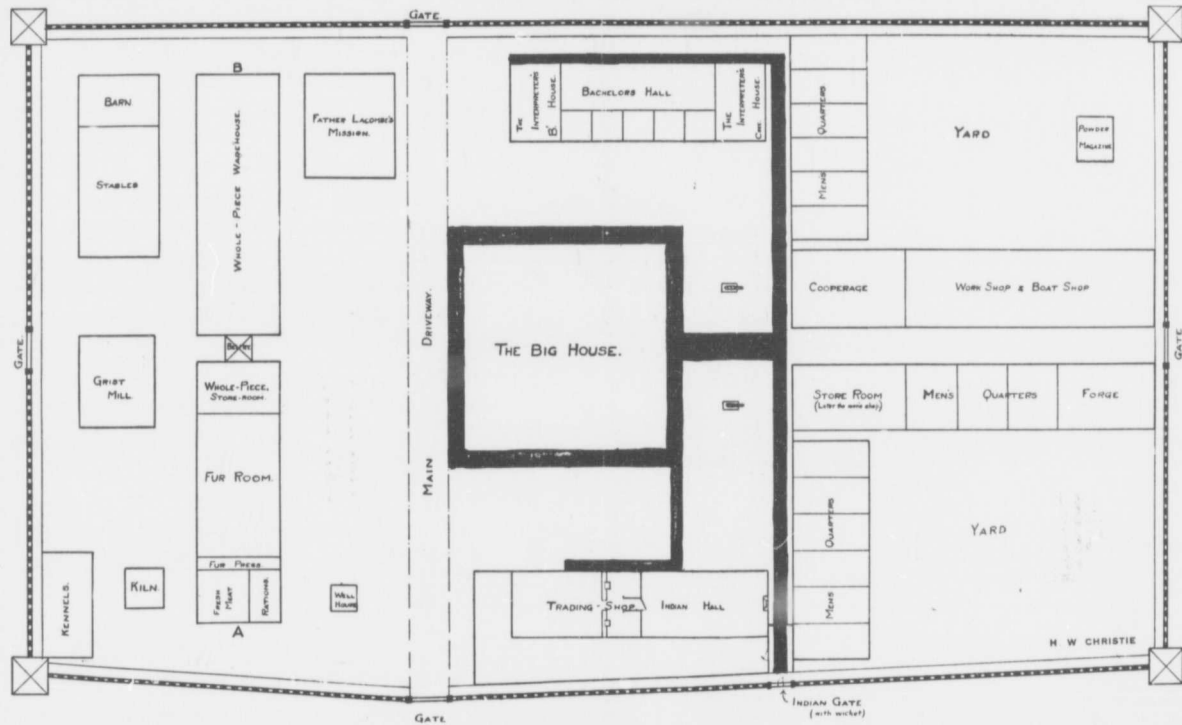 GATE
B
BARN
STABLES
WHOLE - PIECE WAREHOUSE.
FATHER LACOMBE'S
MISSION.
THE
INTERPRETER'S
'B' HOUSE.
BACHELORS HALL
THE
INTERPRETER'S
HOUSE.
MENS QUARTERS
YARD
POWDER
MAGAZINE
COOPERAGE
WORK SHOP & BOAT SHOP
GATE.
GRIST
MILL
WHOLE-PIECE,
STORE-ROOM.
FUR ROOM.
MAIN DRIVEWAY.
THE BIG HOUSE.
GATE
STORE ROOM
MEN'S QUARTERS
FORGE
KENNELS.
KILN
FUR PRESS.
FRESH
MEAT
RATIONS.
A
WELL
HOUSE
TRADING-SHOP.
INDIAN HALL
MENS QUARTERS
YARD
H. W CHRISTIE
GATE
INDIAN GATE
(with wicket)